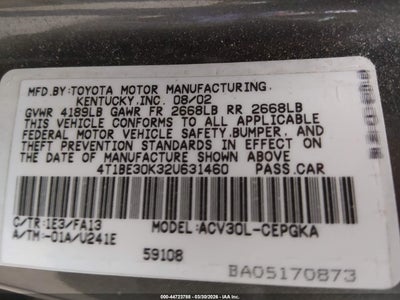 MFD. BY: TOYOTA MOTOR MANUFACTURING.
KENTUCKY, INC. 08/02
GVWR 4189LB GAWR FR 2668LB RR 2668LB
THIS VEHICLE CONFORMS TO ALL APPLICABLE
FEDERAL MOTOR VEHICLE SAFETY, BUMPER, AND
THEFT PREVENTION STANDARDS IN EFFECT ON
THE DATE OF MANUFACTURE SHOWN ABOVE.
4T1BE30K32U631460 PASS. CAR
C/TR: 1E3/FA13 MODEL: ACV30L-CEPGKA
A/TM: -01A/U241E
59108
BA05170873
000-44723788 - (03/30/2026 -